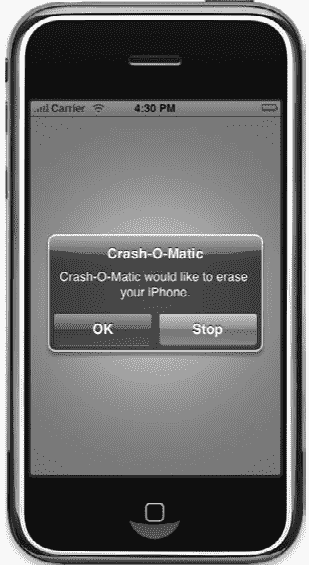 Carrier 4:30 PM
Crash-O-Matic
Crash-O-Matic would like to erase
your iPhone.
OK Stop